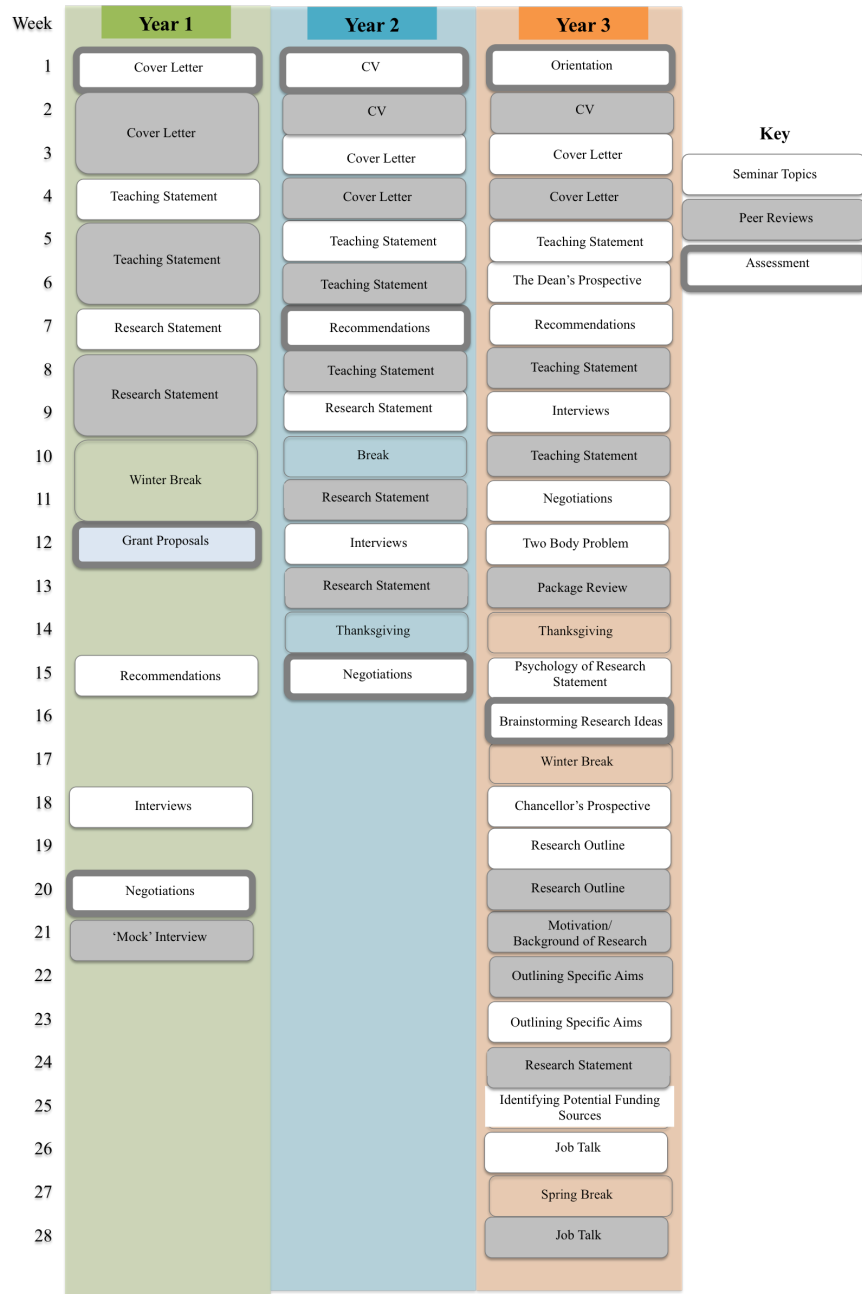 Week
Year 1
Year 2
Year 3
1
Cover Letter
CV
Orientation
2
CV
CV
Cover Letter
3
Cover Letter
Cover Letter
4
Teaching Statement
Cover Letter
Cover Letter
5
Teaching Statement
Teaching Statement
Teaching Statement
6
Teaching Statement
The Dean's Prospective
7
Research Statement
Recommendations
Recommendations
8
Teaching Statement
Teaching Statement
Research Statement
9
Research Statement
Interviews
10
Break
Teaching Statement
Winter Break
11
Research Statement
Negotiations
12
Grant Proposals
Interviews
Two Body Problem
13
Research Statement
Package Review
14
Thanksgiving
Thanksgiving
15
Recommendations
Negotiations
Psychology of Research
Statement
16
Brainstorming Research Ideas
17
Winter Break
18
Interviews
Chancellor's Prospective
19
Research Outline
20
Negotiations
Research Outline
21
‘Mock’ Interview
Motivation/
Background of Research
22
Outlining Specific Aims
23
Outlining Specific Aims
24
Research Statement
25
Identifying Potential Funding
Sources
26
Job Talk
27
Spring Break
28
Job Talk
Key
Seminar Topics
Peer Reviews
Assessment